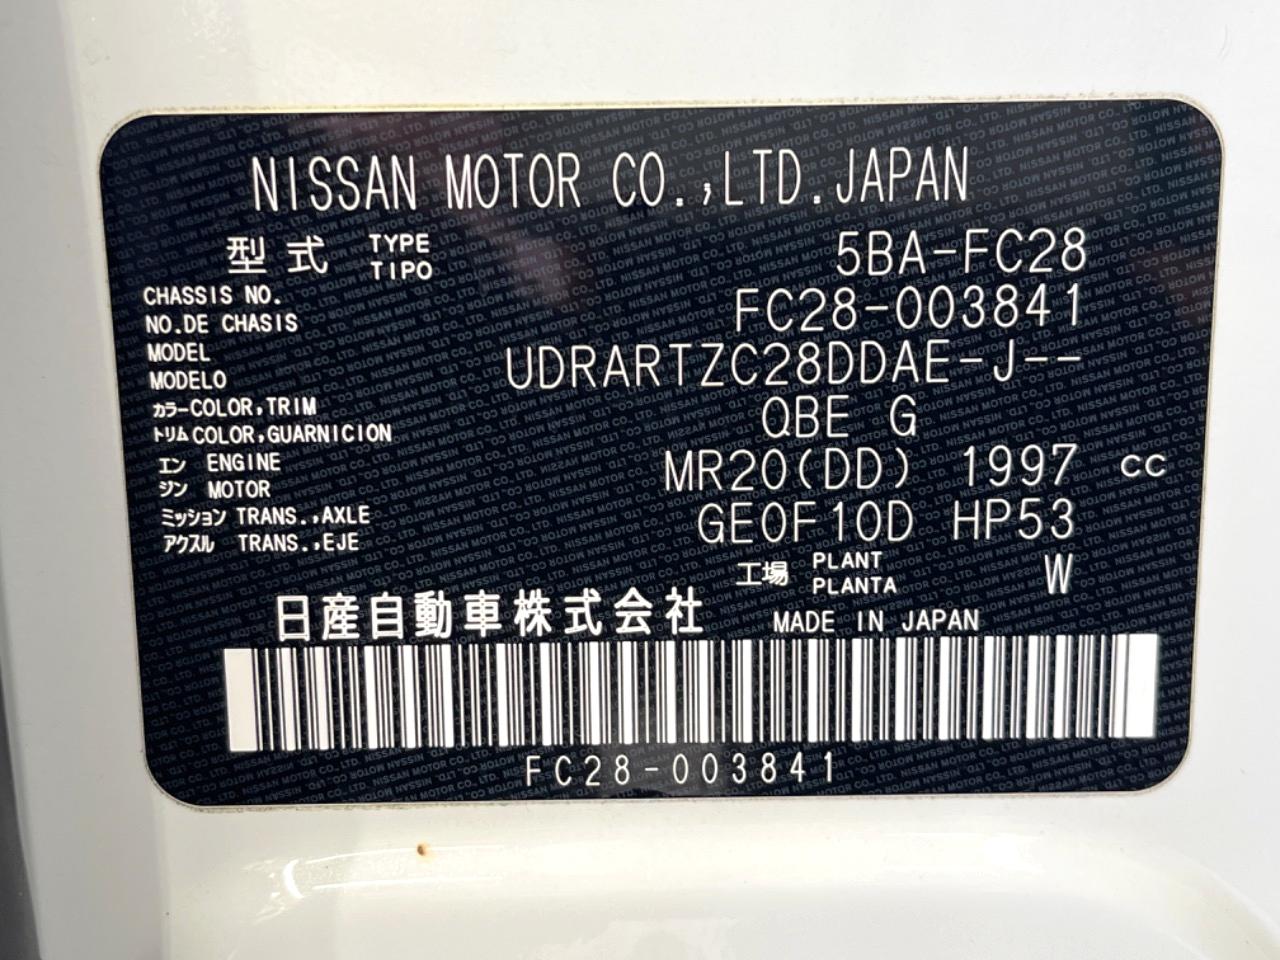 NISSAN MOTOR CO.,LTD.JAPAN
型式 TYPE TIPO 5BA-FC28
CHASSIS NO. NO.DE CHASIS FC28-003841
MODEL MODELO UDRARTZC28DDAE-J--
カラー COLOR,TRIM QBE G
トリム COLOR,GUARNICION
エン ENGINE MR20(DD) 1997 CC
ジン MOTOR
ミッション TRANS.,AXLE GE0F10D HP53
アクスル TRANS.,EJE
工場 PLANT PLANTA W
日産自動車株式会社 MADE IN JAPAN
FC28-003841